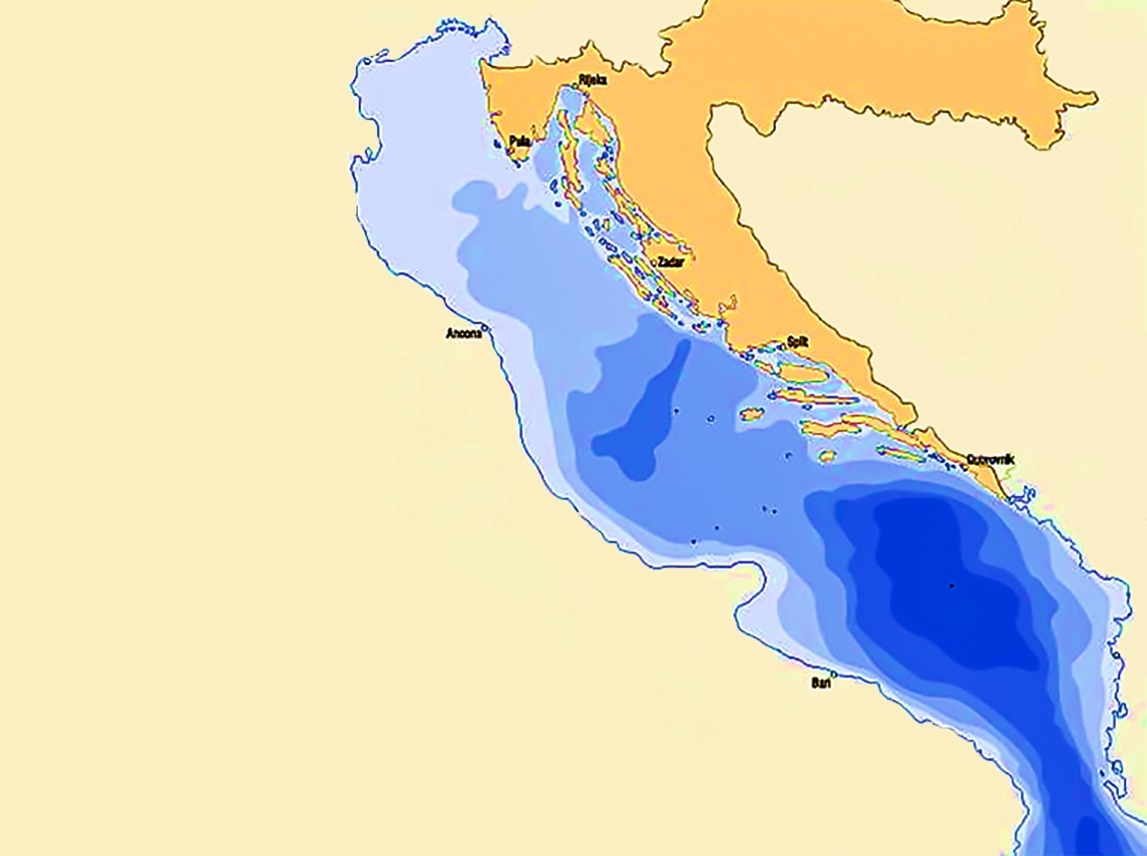 Rijeka
Pula
Zadar
Ancona
Split
Dubrovnik
Bari